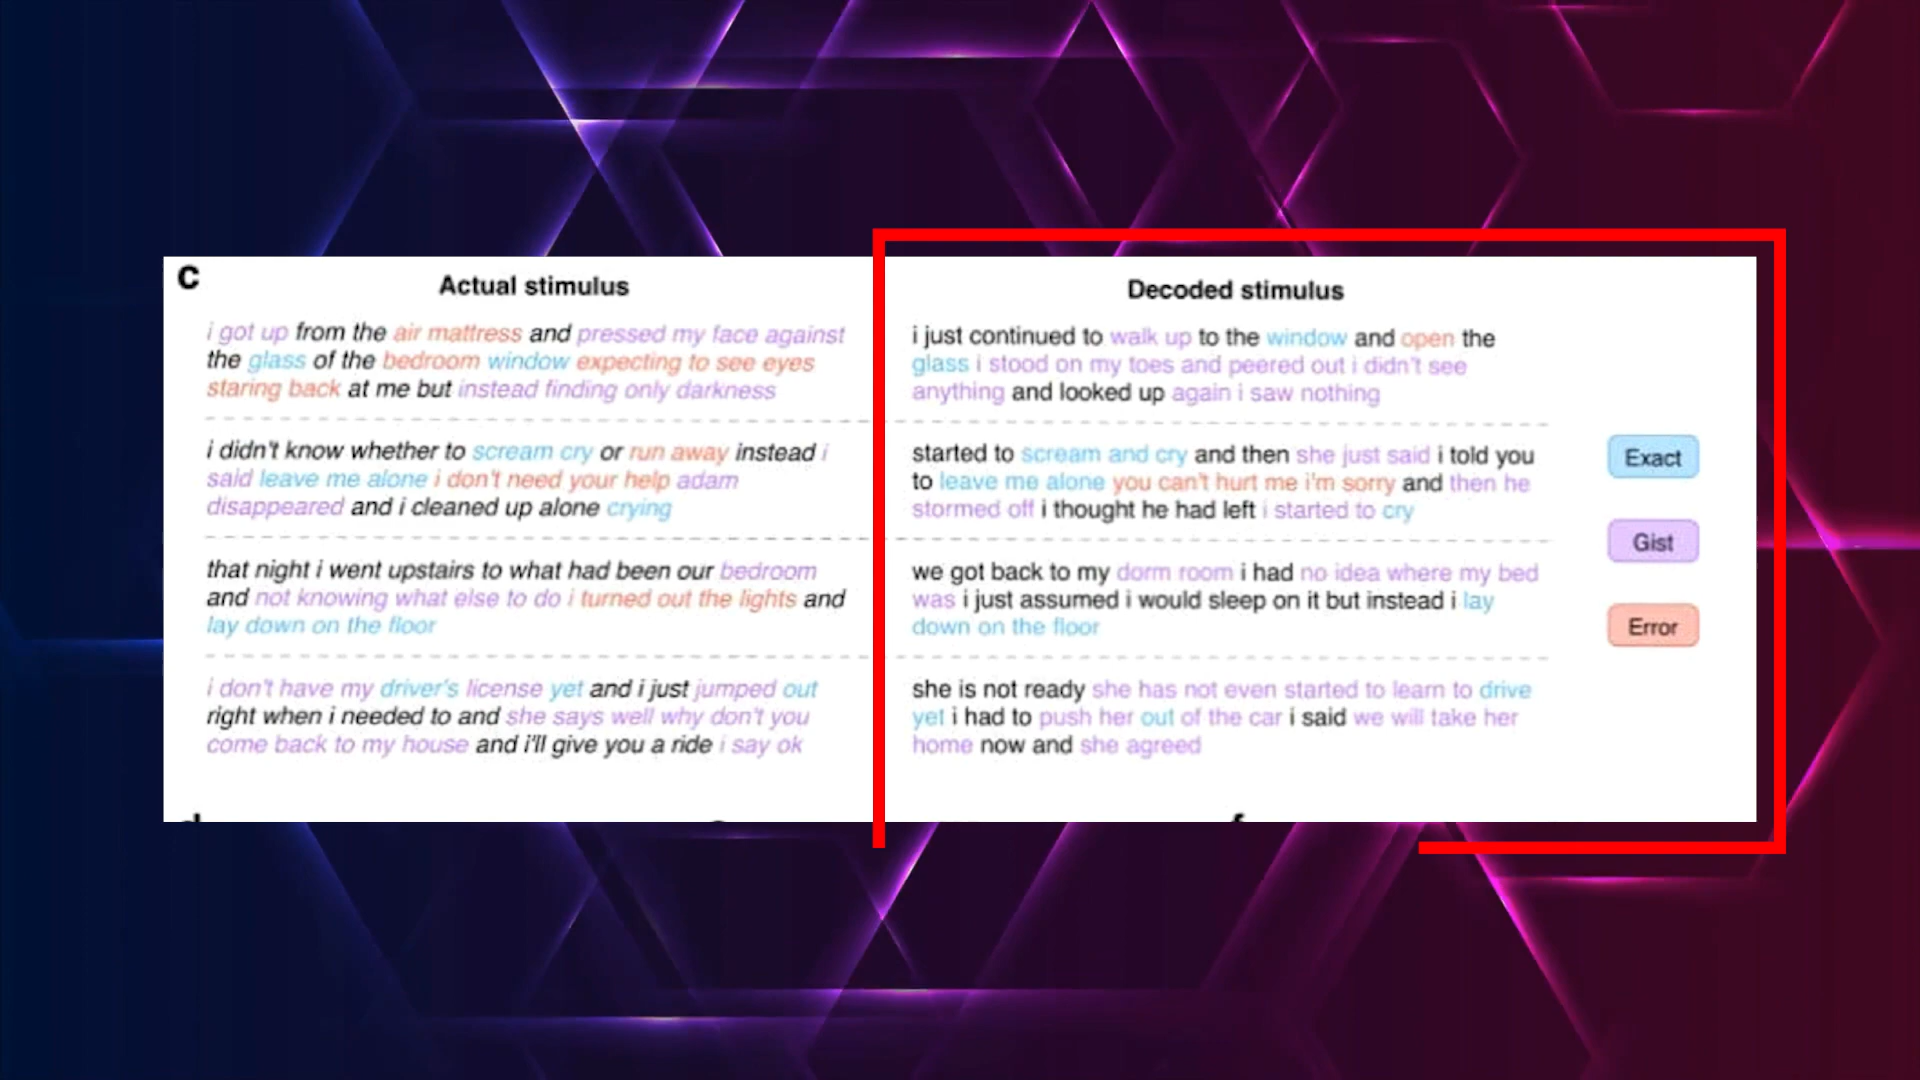 c
Actual stimulus
i got up from the air mattress and pressed my face against
the glass of the bedroom window expecting to see eyes
staring back at me but instead finding only darkness
i didn't know whether to scream cry or run away instead i
said leave me alone i don't need your help adam
disappeared and i cleaned up alone crying
that night i went upstairs to what had been our bedroom
and not knowing what else to do i turned out the lights and
lay down on the floor
i don't have my driver's license yet and i just jumped out
right when i needed to and she says well why don't you
come back to my house and i'll give you a ride i say ok
Decoded stimulus
i just continued to walk up to the window and open the
glass i stood on my toes and peered out i didn't see
anything and looked up again i saw nothing
started to scream and cry and then she just said i told you
to leave me alone you can't hurt me i'm sorry and then he
stormed off i thought he had left i started to cry
we got back to my dorm room i had no idea where my bed
was i just assumed i would sleep on it but instead i lay
down on the floor
she is not ready she has not even started to learn to drive
yet i had to push her out of the car i said we will take her
home now and she agreed
Exact
Gist
Error